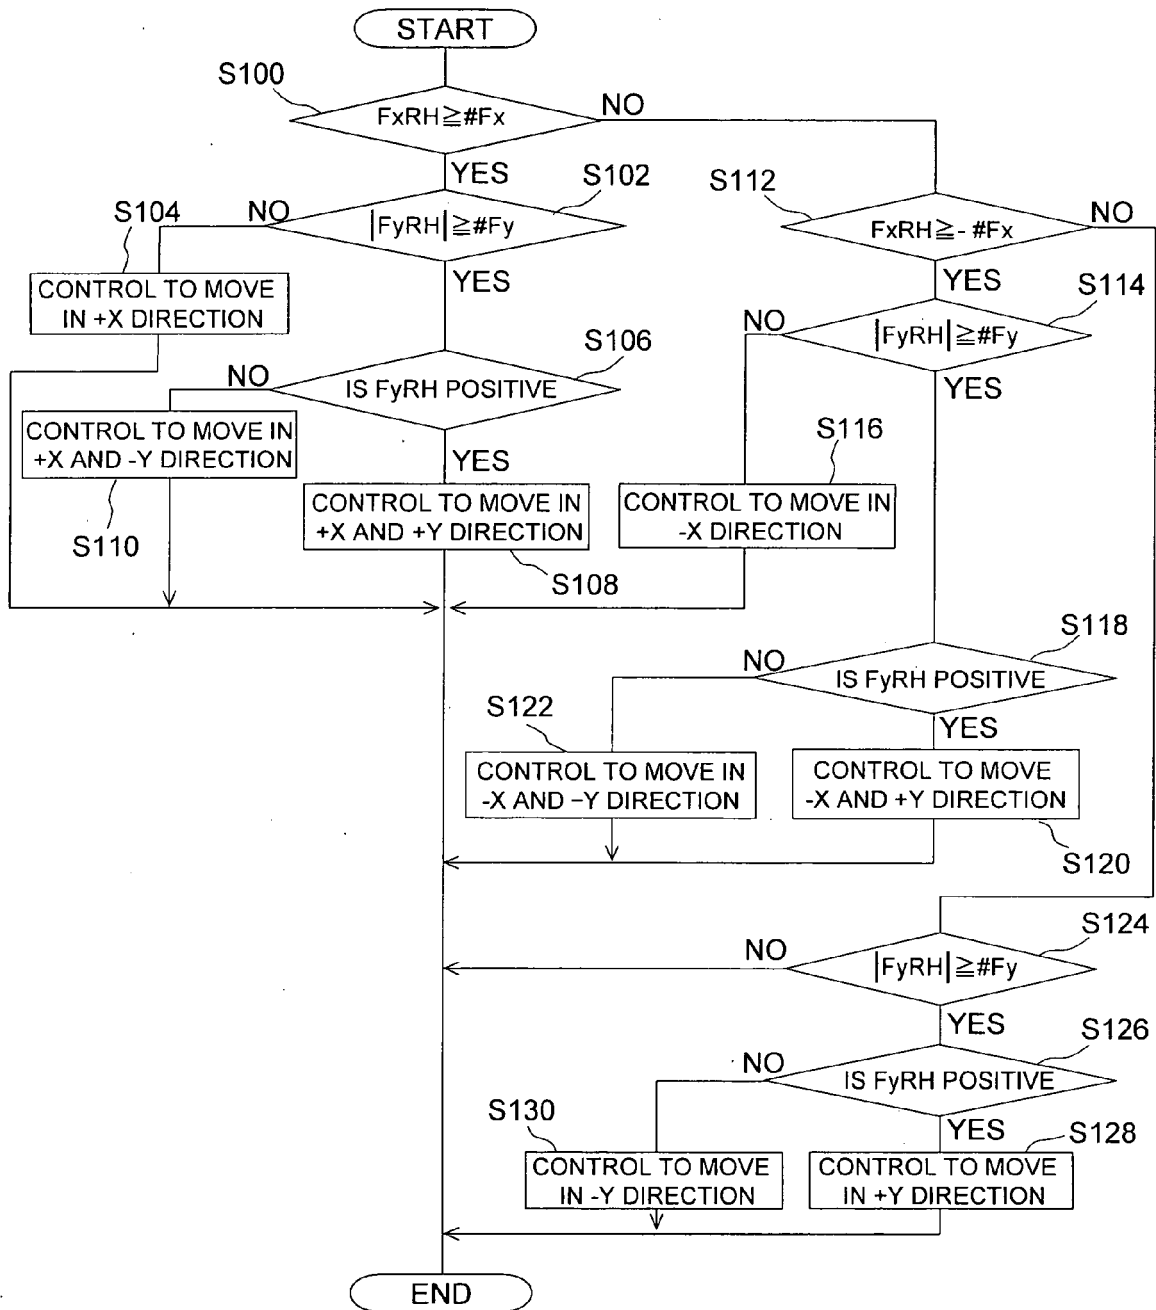 START
S100
FxRH≧#Fx
NO
YES
S102
S112
S104
NO
|FyRH|≧#Fy
FxRH≧- #Fx
NO
CONTROL TO MOVE
IN +X DIRECTION
YES
YES
S114
NO
|FyRH|≧#Fy
S106
NO
IS FyRH POSITIVE
YES
CONTROL TO MOVE IN
+X AND -Y DIRECTION
S116
YES
CONTROL TO MOVE IN
+X AND +Y DIRECTION
CONTROL TO MOVE IN
-X DIRECTION
S110
S108
S118
NO
IS FyRH POSITIVE
S122
YES
CONTROL TO MOVE IN
-X AND −Y DIRECTION
CONTROL TO MOVE
-X AND +Y DIRECTION
S120
S124
NO
|FyRH|≧#Fy
YES
S126
NO
IS FyRH POSITIVE
S130
YES
S128
CONTROL TO MOVE
IN -Y DIRECTION
CONTROL TO MOVE
IN +Y DIRECTION
END